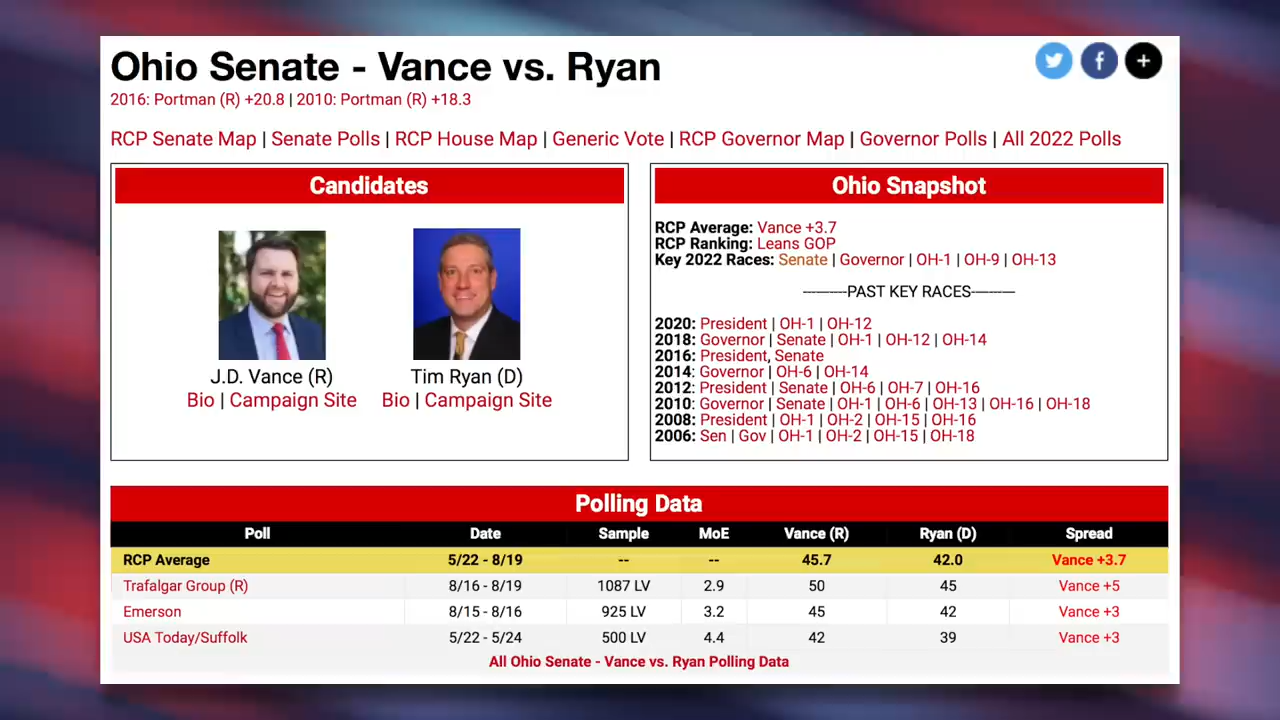 Ohio Senate - Vance vs. Ryan
2016: Portman (R) +20.8 | 2010: Portman (R) +18.3
RCP Senate Map | Senate Polls | RCP House Map | Generic Vote | RCP Governor Map | Governor Polls | All 2022 Polls
Candidates
J.D. Vance (R)
Bio | Campaign Site
Tim Ryan (D)
Bio | Campaign Site
Ohio Snapshot
RCP Average: Vance +3.7
RCP Ranking: Leans GOP
Key 2022 Races: Senate | Governor | OH-1 | OH-9 | OH-13
----------PAST KEY RACES----------
2020: President | OH-1 | OH-12
2018: Governor | Senate | OH-1 | OH-12 | OH-14
2016: President, Senate
2014: Governor | OH-6 | OH-14
2012: President | Senate | OH-6 | OH-7 | OH-16
2010: Governor | Senate | OH-1 | OH-6 | OH-13 | OH-16 | OH-18
2008: President | OH-1 | OH-2 | OH-15 | OH-16
2006: Sen | Gov | OH-1 | OH-2 | OH-15 | OH-18
Polling Data
Poll Date Sample MoE Vance (R) Ryan (D) Spread
RCP Average 5/22 - 8/19 -- -- 45.7 42.0 Vance +3.7
Trafalgar Group (R) 8/16 - 8/19 1087 LV 2.9 50 45 Vance +5
Emerson 8/15 - 8/16 925 LV 3.2 45 42 Vance +3
USA Today/Suffolk 5/22 - 5/24 500 LV 4.4 42 39 Vance +3
All Ohio Senate - Vance vs. Ryan Polling Data